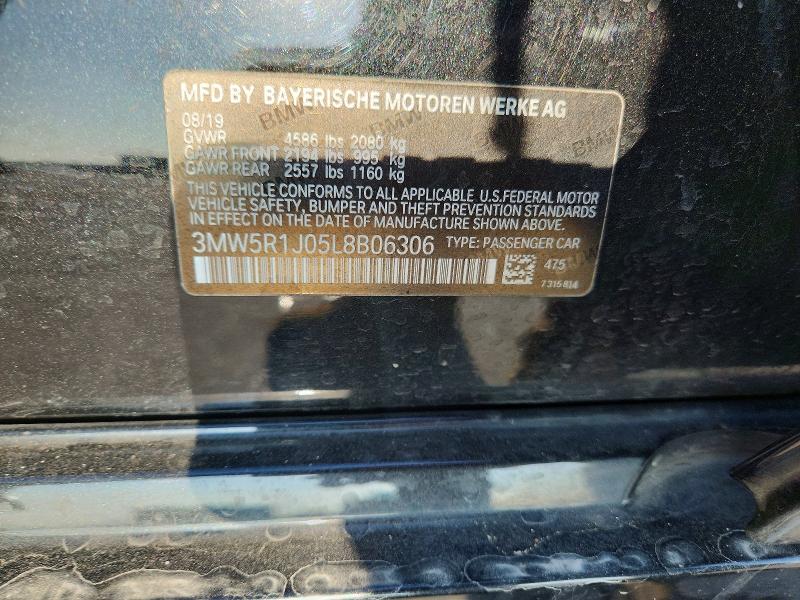 MFD BY BAYERISCHE MOTOREN WERKE AG
08/19
GVWR 4586 lbs 2080 kg
GAWR FRONT 2194 lbs 995 kg
GAWR REAR 2557 lbs 1160 kg
THIS VEHICLE CONFORMS TO ALL APPLICABLE U.S.FEDERAL MOTOR
VEHICLE SAFETY, BUMPER AND THEFT PREVENTION STANDARDS
IN EFFECT ON THE DATE OF MANUFACTURE SHOWN ABOVE.
3MW5R1J05L8B06306 TYPE: PASSENGER CAR
475
7315814